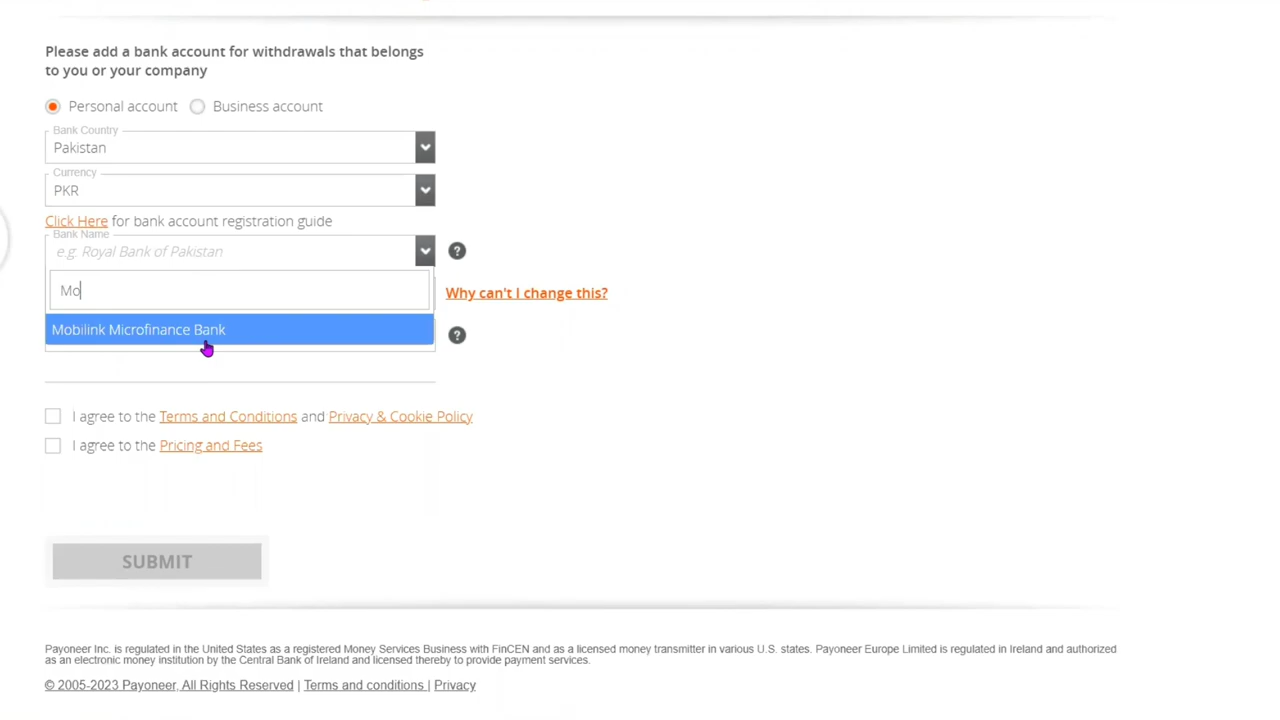 Please add a bank account for withdrawals that belongs
to you or your company
Personal account Business account
Bank Country
Pakistan
Currency
PKR
Click Here for bank account registration guide
Bank Name
e.g: Royal Bank of Pakistan
Mo
Why can't I change this?
Mobilink Microfinance Bank
I agree to the Terms and Conditions and Privacy & Cookie Policy
I agree to the Pricing and Fees
SUBMIT
Payoneer Inc. is regulated in the United States as a registered Money Services Business with FinCEN and as a licensed money transmitter in various U.S. states. Payoneer Europe Limited is regulated in Ireland and authorized
as an electronic money institution by the Central Bank of Ireland and licensed thereby to provide payment services.
© 2005-2023 Payoneer, All Rights Reserved | Terms and conditions | Privacy